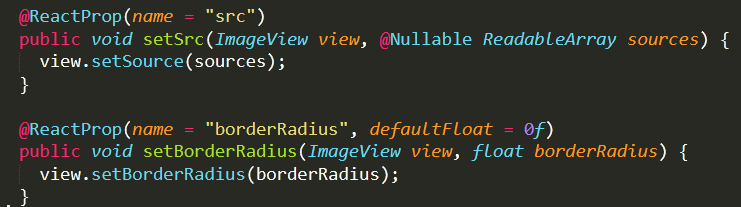 @ReactProp(name = "src")
public void setSrc(ImageView view, @Nullable ReadableArray sources) {
  view.setSource(sources);
}

@ReactProp(name = "borderRadius", defaultFloat = 0f)
public void setBorderRadius(ImageView view, float borderRadius) {
  view.setBorderRadius(borderRadius);
}